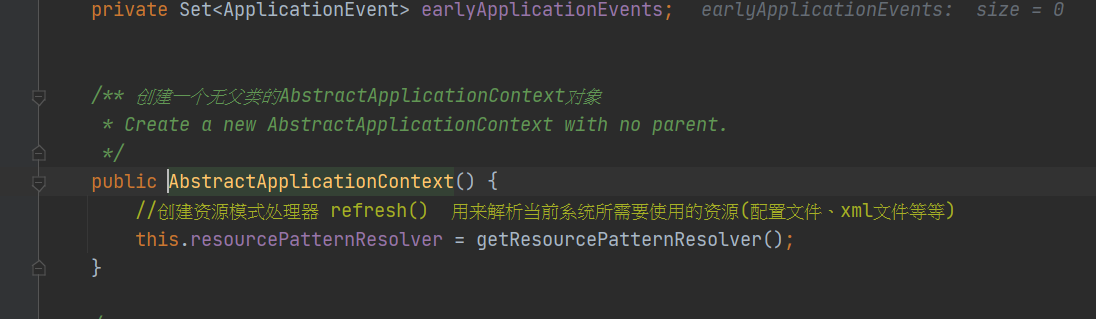 private Set<ApplicationEvent> earlyApplicationEvents; earlyApplicationEvents: size = 0
/** 创建一个无父类的AbstractApplicationContext对象
* Create a new AbstractApplicationContext with no parent.
*/
public AbstractApplicationContext() {
//创建资源模式处理器 refresh() 用来解析当前系统所需要使用的资源(配置文件、xml文件等等)
this.resourcePatternResolver = getResourcePatternResolver();
}